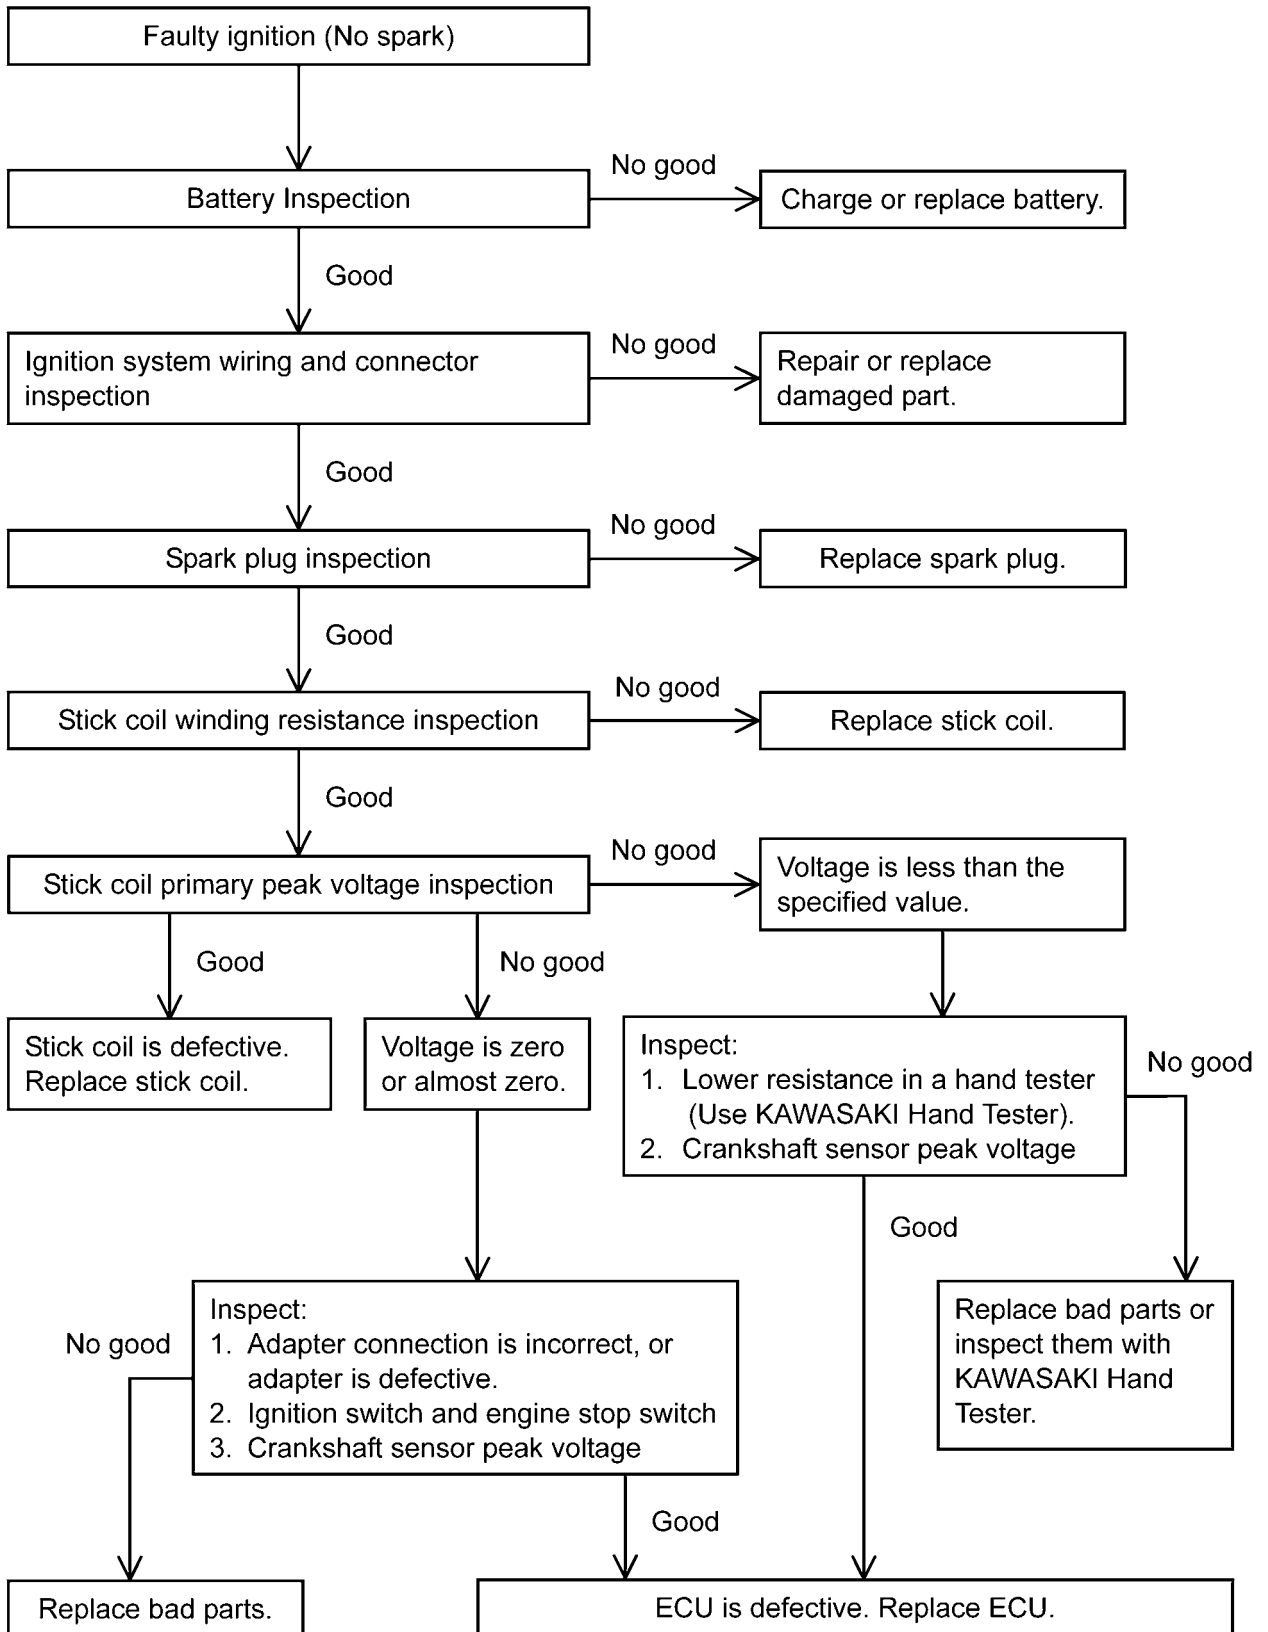 Faulty ignition (No spark)
No good
Battery Inspection
Charge or replace battery.
Good
No good
Ignition system wiring and connector
inspection
Repair or replace
damaged part.
Good
No good
Spark plug inspection
Replace spark plug.
Good
No good
Stick coil winding resistance inspection
Replace stick coil.
Good
No good
Stick coil primary peak voltage inspection
Voltage is less than the
specified value.
Good
No good
Stick coil is defective.
Replace stick coil.
Voltage is zero
or almost zero.
Inspect:
1. Lower resistance in a hand tester
(Use KAWASAKI Hand Tester).
2. Crankshaft sensor peak voltage
No good
Good
No good
Inspect:
1. Adapter connection is incorrect, or
adapter is defective.
2. Ignition switch and engine stop switch
3. Crankshaft sensor peak voltage
Replace bad parts or
inspect them with
KAWASAKI Hand
Tester.
Good
Replace bad parts.
ECU is defective. Replace ECU.